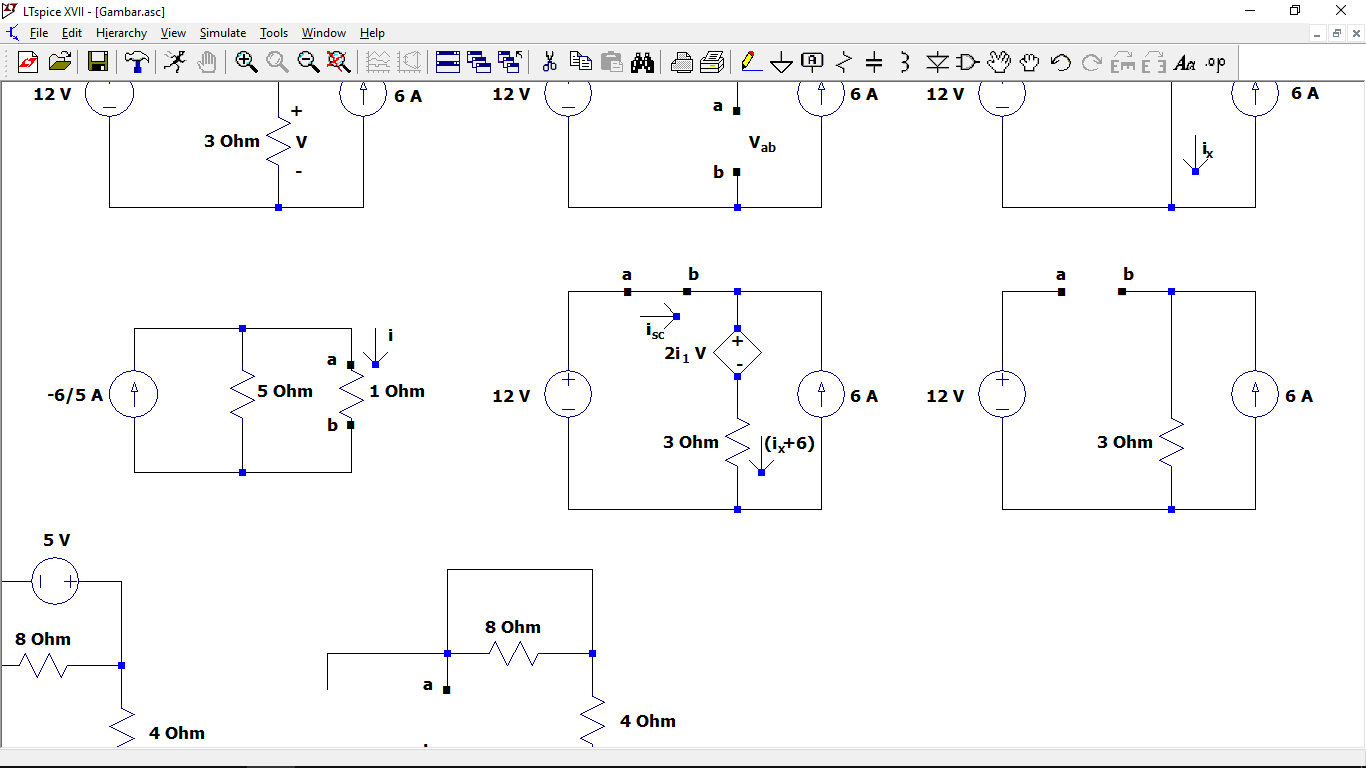 LTspice XVII - [Gambar.asc]
File Edit Hierarchy View Simulate Tools Window Help
12 V
+
3 Ohm V
-
6 A
12 V
a
Vab
b
6 A
12 V
ix
6 A
-6/5 A
5 Ohm
a
1 Ohm
b
i
a b
isc
2i1 V
+
-
12 V
6 A
3 Ohm
(ix+6)
a b
12 V
6 A
3 Ohm
5 V
8 Ohm
4 Ohm
8 Ohm
a
4 Ohm